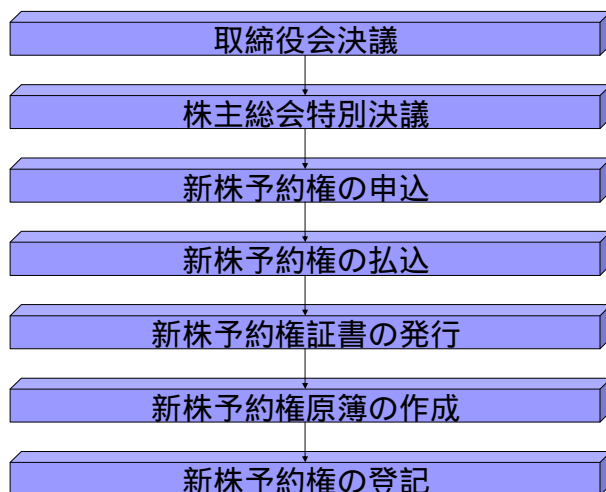 取締役会決議
株主総会特別決議
新株予約権の申込
新株予約権の払込
新株予約権証書の発行
新株予約権原簿の作成
新株予約権の登記